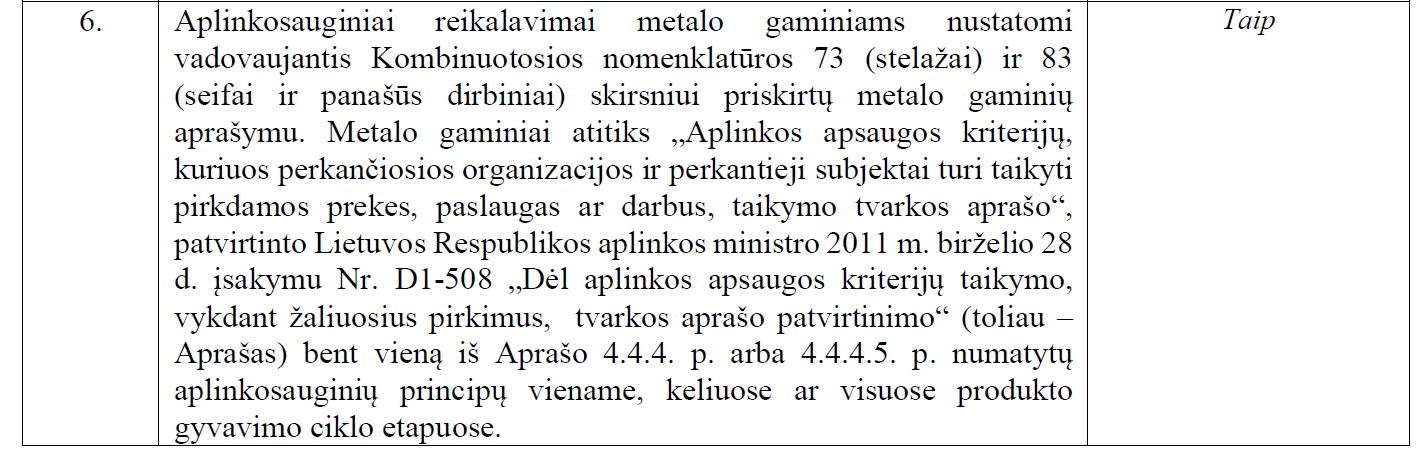 6. Aplinkosauginiai reikalavimai metalo gaminiams nustatomi Taip
vadovaujantis Kombinuotosios nomenklatūros 73 (stelažai) ir 83
(seifai ir panašūs dirbiniai) skirsniui priskirtų metalo gaminių
aprašymu. Metalo gaminiai atitiks „Aplinkos apsaugos kriterijų,
kuriuos perkančiosios organizacijos ir perkantieji subjektai turi taikyti
pirkdamos prekes, paslaugas ar darbus, taikymo tvarkos aprašo“,
patvirtinto Lietuvos Respublikos aplinkos ministro 2011 m. birželio 28
d. įsakymu Nr. D1-508 „Dėl aplinkos apsaugos kriterijų taikymo,
vykdant žaliuosius pirkimus, tvarkos aprašo patvirtinimo“ (toliau –
Aprašas) bent vieną iš Aprašo 4.4.4. p. arba 4.4.4.5. p. numatytų
aplinkosauginių principų viename, keliuose ar visuose produkto
gyvavimo ciklo etapuose.